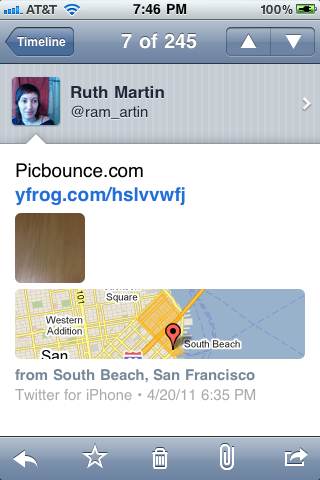 AT&T 7:46 PM 100%
Timeline
7 of 245
Ruth Martin
@ram_artin
Picbounce.com
yfrog.com/hslvvwfj
Square
101
Western
Addition
South Beach
San
from South Beach, San Francisco
Twitter for iPhone • 4/20/11 6:35 PM